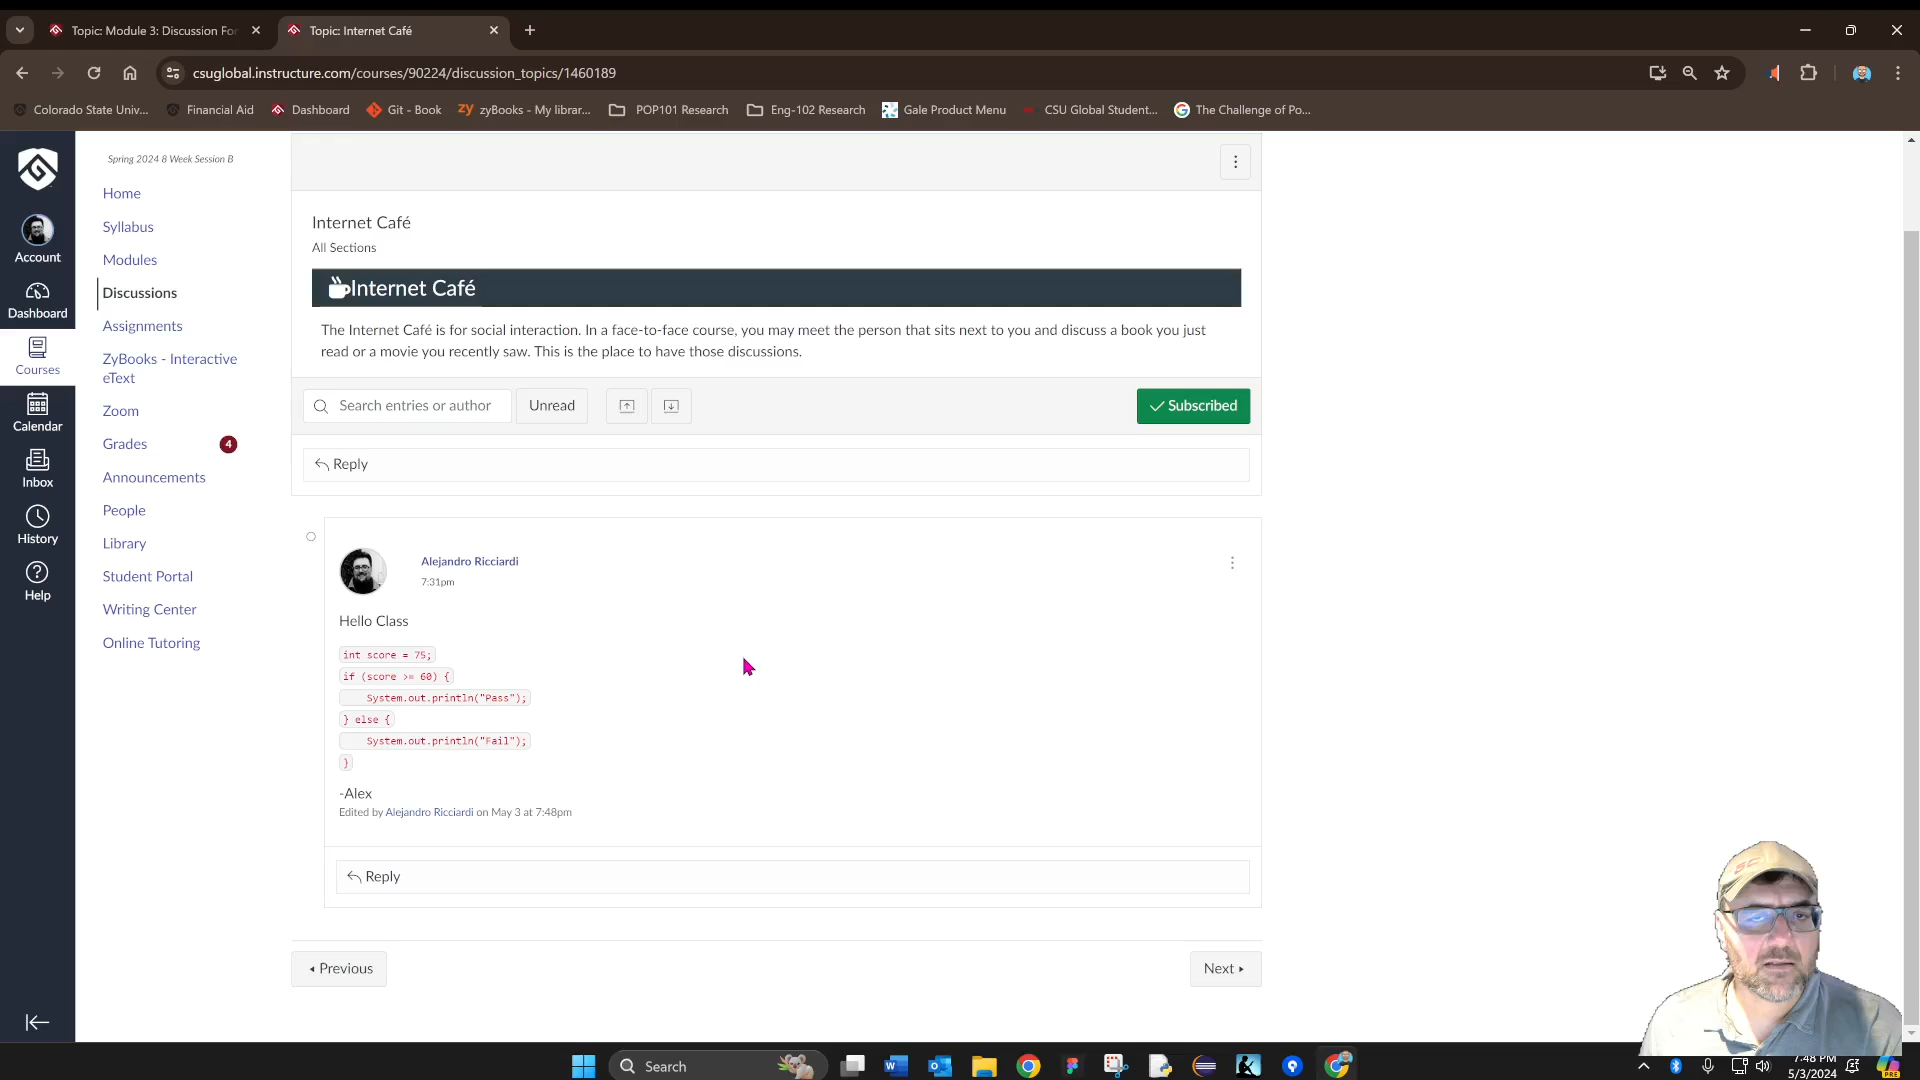 Topic: Module 3: Discussion For
Topic: Internet Café
csuglobal.instructure.com/courses/90224/discussion_topics/1460189
Colorado State Univ...
Financial Aid
Dashboard
Git - Book
zyBooks - My librar...
POP101 Research
Eng-102 Research
Gale Product Menu
CSU Global Student...
The Challenge of Po...
Account
Dashboard
Courses
Calendar
Inbox
History
Help
Spring 2024 8 Week Session B
Home
Syllabus
Modules
Discussions
Assignments
ZyBooks - Interactive
eText
Zoom
Grades 4
Announcements
People
Library
Student Portal
Writing Center
Online Tutoring
Internet Café
All Sections
Internet Café
The Internet Café is for social interaction. In a face-to-face course, you may meet the person that sits next to you and discuss a book you just
read or a movie you recently saw. This is the place to have those discussions.
Search entries or author
Unread
Subscribed
Reply
Alejandro Ricciardi
7:31pm
Hello Class
int score = 75;
if (score >= 60) {
System.out.println("Pass");
} else {
System.out.println("Fail");
}
-Alex
Edited by Alejandro Ricciardi on May 3 at 7:48pm
Reply
Previous
Next
Search
7:48 PM
5/3/2024